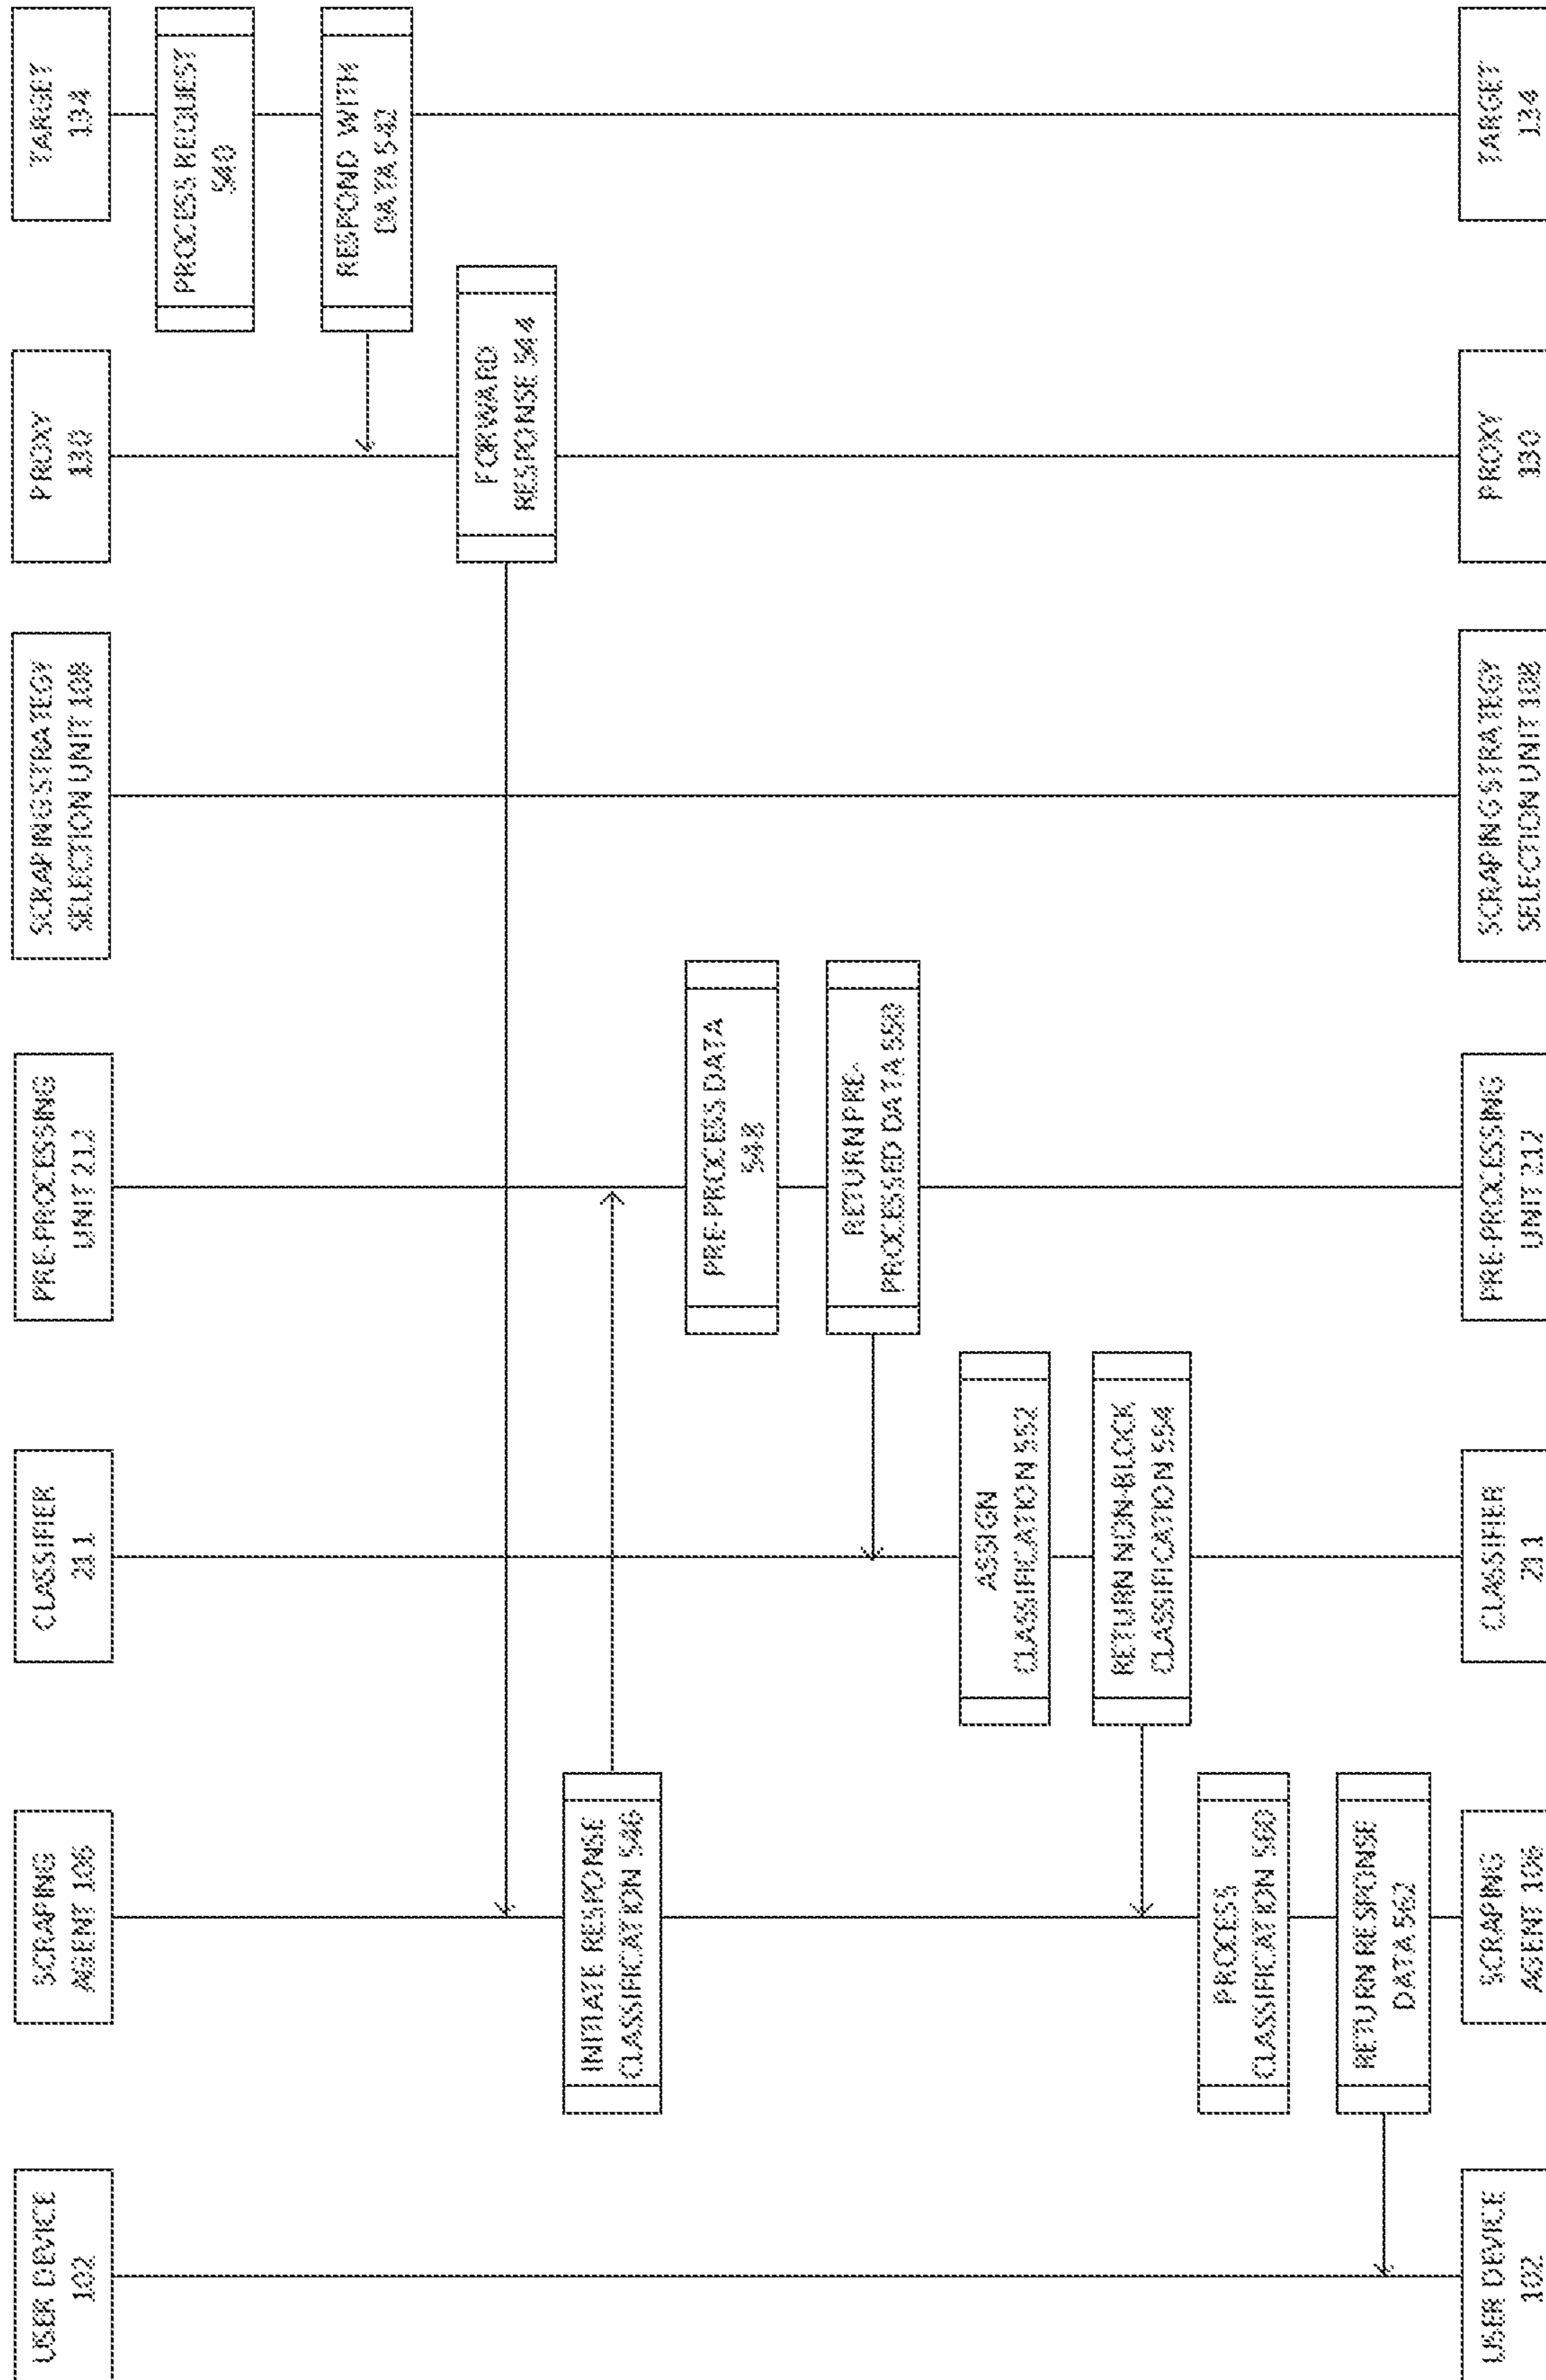 USER DEVICE
102
SCRAPING
AGENT 106
CLASSIFIER
211
PRE-PROCESSING
UNIT 212
SCRAPING STRATEGY
SELECTION UNIT 108
PROXY
130
TARGET
134
PROCESS REQUEST
540
RESPOND WITH
DATA 542
FORWARD
RESPONSE 544
INITIATE RESPONSE
CLASSIFICATION 546
PRE-PROCESS DATA
548
RETURN PRE-
PROCESSED DATA 550
ASSIGN
CLASSIFICATION 552
RETURN NON-BLOCK
CLASSIFICATION 554
PROCESS
CLASSIFICATION 560
RETURN RESPONSE
DATA 562
USER DEVICE
102
SCRAPING
AGENT 106
CLASSIFIER
211
PRE-PROCESSING
UNIT 212
SCRAPING STRATEGY
SELECTION UNIT 108
PROXY
130
TARGET
134